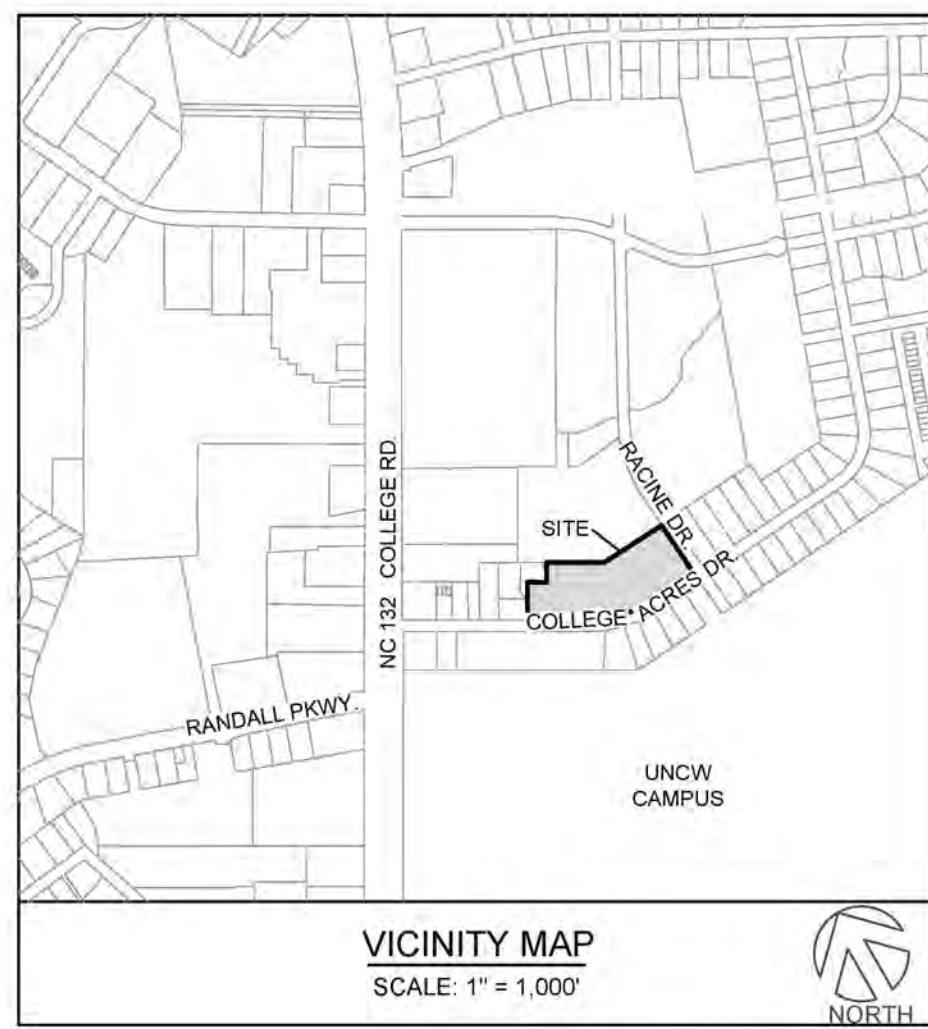 RACINE DR.
SITE
NC 132 COLLEGE RD.
COLLEGE ACRES DR.
RANDALL PKWY.
UNCW
CAMPUS
VICINITY MAP
SCALE: 1" = 1,000'
NORTH